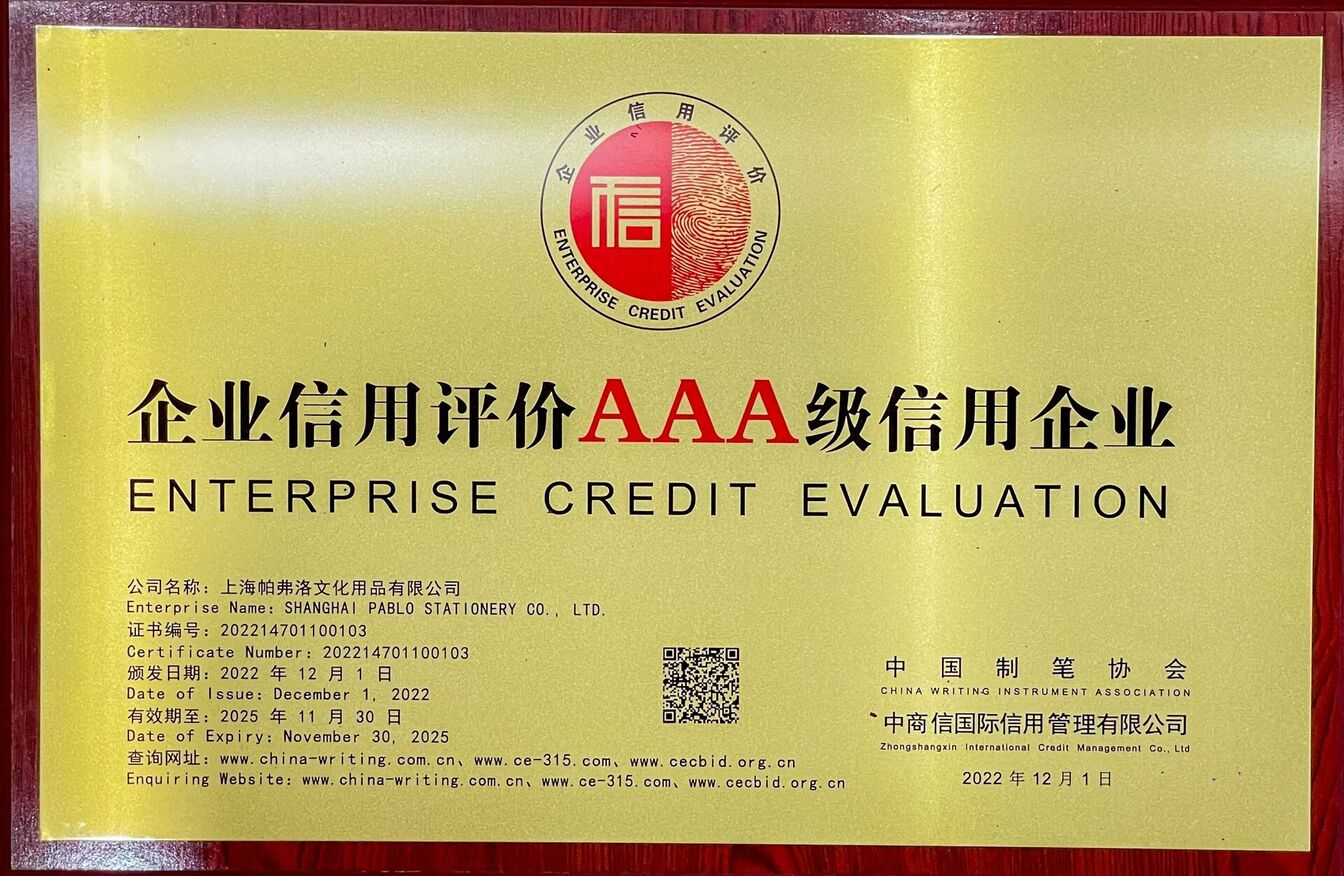 企业信用评价
信
ENTERPRISE CREDIT EVALUATION
企业信用评价AAA级信用企业
ENTERPRISE CREDIT EVALUATION
公司名称：上海帕弗洛文化用品有限公司
Enterprise Name: SHANGHAI PABLO STATIONERY CO., LTD.
证书编号：202214701100103
Certificate Number: 202214701100103
颁发日期：2022 年 12 月 1 日
Date of Issue: December 1, 2022
有效期至：2025 年 11 月 30 日
Date of Expiry: November 30, 2025
查询网址：www.china-writing.com.cn、www.ce-315.com、www.cecbid.org.cn
Enquiring Website: www.china-writing.com.cn、www.ce-315.com、www.cecbid.org.cn
中国制笔协会
CHINA WRITING INSTRUMENT ASSOCIATION
中商信国际信用管理有限公司
Zhongshangxin International Credit Management Co., Ltd
2022 年 12 月 1 日